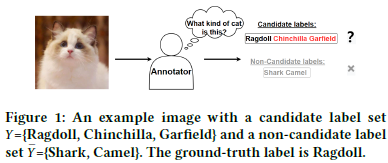 What kind of cat
is this?
Candidate labels:
Ragdoll Chinchilla Garfield
?
Annotator
Non-Candidate labels:
Shark Camel
×
Figure 1: An example image with a candidate label set
Y={Ragdoll, Chinchilla, Garfield} and a non-candidate label
set Ȳ={Shark, Camel}. The ground-truth label is Ragdoll.